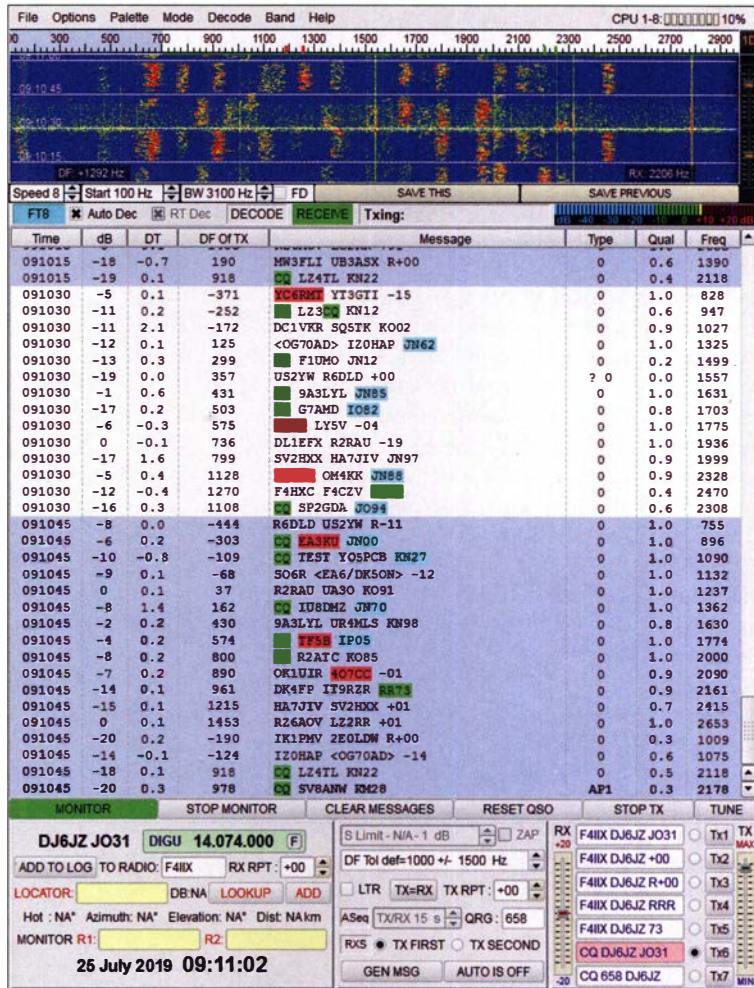 File Options Palette Mode Decode Band Help CPU 1-8: 10%
300 500 700 900 1100 1300 1500 1700 1900 2100 2300 2500 2700 2900
09:10:45
09:10:30
09:10:15
DF: +1292 Hz RX: 2206 Hz
Speed 8 Start 100 Hz BW 3100 Hz FD SAVE THIS SAVE PREVIOUS
FT8 Auto Dec RT Dec DECODE RECEIVE Txing: dB -40 -30 -20 -10 0 +10 +20 dB
Time dB DT DF Of TX Message Type Qual Freq
091015 -18 -0.7 190 MW3FLI UB3ASX R+00 0 0.6 1390
091015 -19 0.1 918 CQ LZ4TL KN22 0 0.4 2118
091030 -5 0.1 -371 YC6RMT YT3GTI -15 0 1.0 828
091030 -11 0.2 -252 LZ3CQ KN12 0 0.6 947
091030 -11 2.1 -172 DC1VKR SQ5TK KO02 0 0.9 1027
091030 -12 0.1 125 <OG70AD> IZ0HAP JN62 0 1.0 1325
091030 -13 0.3 299 F1UMO JN12 0 0.2 1499
091030 -19 0.0 357 US2YW R6DLD +00 ? 0 0.0 1557
091030 -1 0.6 431 9A3LYL JN85 0 1.0 1631
091030 -17 0.2 503 G7AMD IO82 0 0.8 1703
091030 -6 -0.3 575 LY5V -04 0 1.0 1775
091030 0 -0.1 736 DL1EFX R2RAU -19 0 1.0 1936
091030 -17 1.6 799 SV2HXX HA7JIV JN97 0 0.9 1999
091030 -5 0.4 1128 OM4KK JN88 0 0.9 2328
091030 -12 -0.4 1270 F4HXC F4CZV 0 0.4 2470
091030 -16 0.3 1108 CQ SP2GDA JO94 0 0.6 2308
091045 -8 0.0 -444 R6DLD US2YW R-11 0 1.0 755
091045 -6 0.2 -303 CQ EA3KU JN00 0 1.0 896
091045 -10 -0.8 -109 CQ TEST YO5PCB KN27 0 1.0 1090
091045 -9 0.1 -68 SO6R <EA6/DK5ON> -12 0 1.0 1132
091045 0 0.1 37 R2RAU UA3O KO91 0 1.0 1237
091045 -8 1.4 162 CQ IU8DMZ JN70 0 1.0 1362
091045 -2 0.2 430 9A3LYL UR4MLS KN98 0 0.8 1630
091045 -4 0.2 574 TF5B IP05 0 1.0 1774
091045 -8 0.2 800 R2ATC KO85 0 1.0 2000
091045 -7 0.2 890 OK1UIR 4O7CC -01 0 0.9 2090
091045 -14 0.1 961 DK4FP IT9RZR RR73 0 0.9 2161
091045 -15 0.1 1215 HA7JIV SV2HXX +01 0 0.7 2415
091045 0 0.1 1453 RZ6AOV LZ2RR +01 0 1.0 2653
091045 -20 0.2 -190 IK1PMV 2E0LDW R+00 0 0.3 1009
091045 -14 -0.1 -124 IZ0HAP <OG70AD> -14 0 0.6 1075
091045 -18 0.1 918 CQ LZ4TL KN22 0 0.5 2118
091045 -20 0.3 978 CQ SV8ANW KM28 AP1 0.3 2178
MONITOR STOP MONITOR CLEAR MESSAGES RESET QSO STOP TX TUNE
DJ6JZ JO31 DIGU 14.074.000 F
ADD TO LOG TO RADIO: F4IIX RX RPT: +00
LOCATOR: DB:NA LOOKUP ADD
Hot : NA° Azimuth: NA° Elevation: NA° Dist: NA km
MONITOR R1: R2:
25 July 2019 09:11:02
S Limit - N/A - 1 dB ZAP
DF Tol def=1000 +/- 1500 Hz
LTR TX=RX TX RPT : +00
ASeq TX/RX 15 s QRG : 658
RXS TX FIRST TX SECOND
GEN MSG AUTO IS OFF
RX +20 -20
F4IIX DJ6JZ JO31 Tx1
F4IIX DJ6JZ +00 Tx2
F4IIX DJ6JZ R+00 Tx3
F4IIX DJ6JZ RRR Tx4
F4IIX DJ6JZ 73 Tx5
CQ DJ6JZ JO31 Tx6
CQ 658 DJ6JZ Tx7
TX MAX MIN